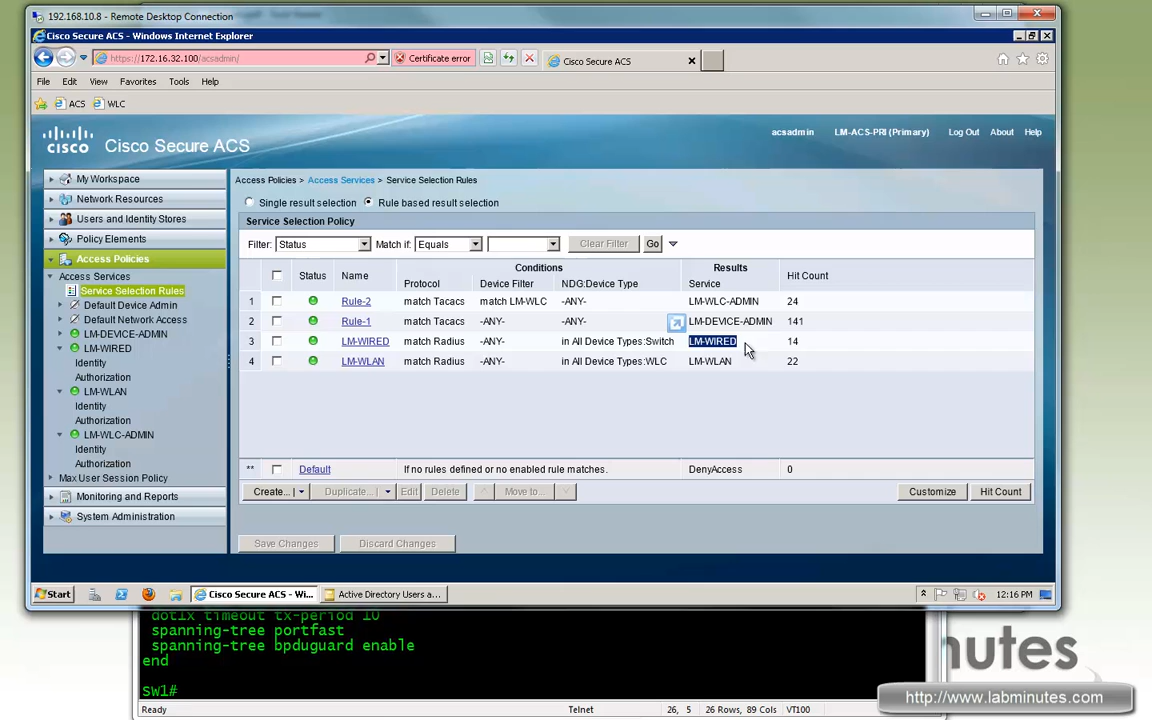 192.168.10.8 - Remote Desktop Connection
Cisco Secure ACS - Windows Internet Explorer
https://172.16.32.100/acsadmin/
Certificate error
Cisco Secure ACS
File Edit View Favorites Tools Help
ACS WLC
cisco Cisco Secure ACS
acsadmin LM-ACS-PRI (Primary) Log Out About Help
My Workspace
Network Resources
Users and Identity Stores
Policy Elements
Access Policies
Access Services
Service Selection Rules
Default Device Admin
Default Network Access
LM-DEVICE-ADMIN
LM-WIRED
Identity
Authorization
LM-WLAN
Identity
Authorization
LM-WLC-ADMIN
Identity
Authorization
Max User Session Policy
Monitoring and Reports
System Administration
Access Policies > Access Services > Service Selection Rules
Single result selection Rule based result selection
Service Selection Policy
Filter: Status Match if: Equals Clear Filter Go
Conditions Results
Status Name Protocol Device Filter NDG:Device Type Service Hit Count
1 Rule-2 match Tacacs match LM-WLC -ANY- LM-WLC-ADMIN 24
2 Rule-1 match Tacacs -ANY- -ANY- LM-DEVICE-ADMIN 141
3 LM-WIRED match Radius -ANY- in All Device Types:Switch LM-WIRED 14
4 LM-WLAN match Radius -ANY- in All Device Types:WLC LM-WLAN 22
** Default If no rules defined or no enabled rule matches. DenyAccess 0
Create... Duplicate... Edit Delete Move to... Customize Hit Count
Save Changes Discard Changes
Start Cisco Secure ACS - Wi... Active Directory Users a... 12:16 PM
dot1x timeout tx-period 10
spanning-tree portfast
spanning-tree bpduguard enable
end
sw1#
Ready Telnet 26, 5 26 Rows, 89 Cols VT100
nutes
http://www.labminutes.com